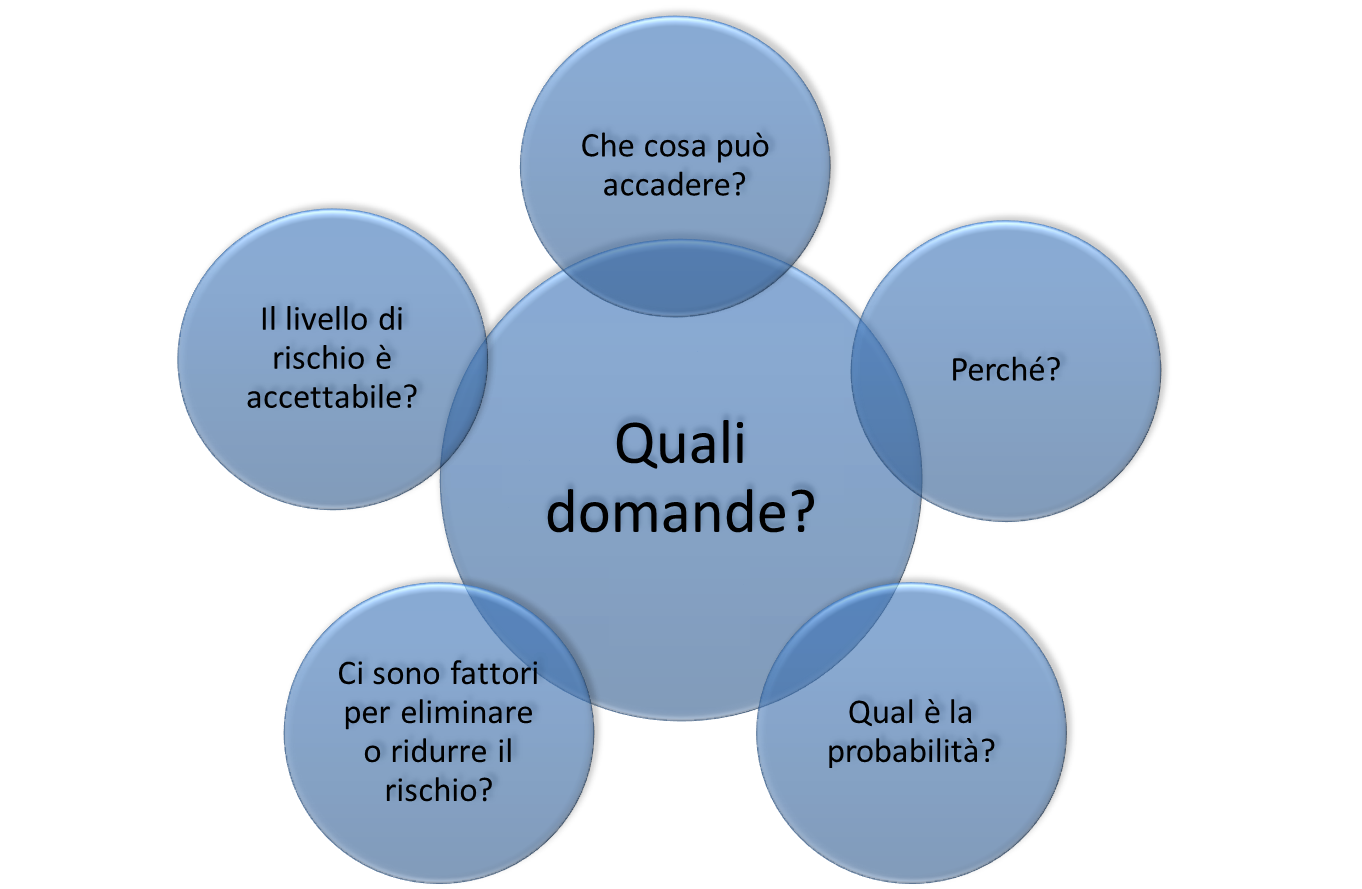 Che cosa può
accadere?
Perché?
Qual è la
probabilità?
Ci sono fattori
per eliminare
o ridurre il
rischio?
Il livello di
rischio è
accettabile?
Quali
domande?